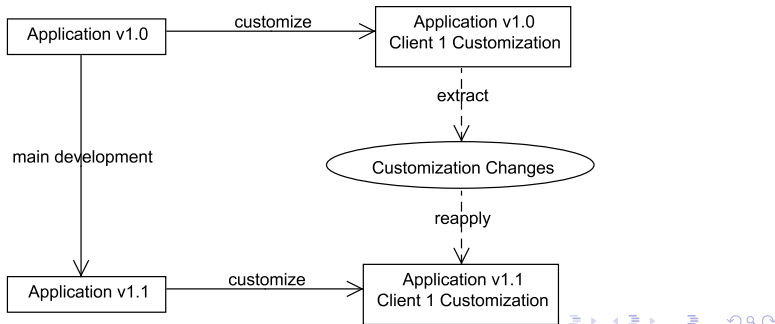 Application v1.0
customize
Application v1.0
Client 1 Customization
extract
main development
Customization Changes
reapply
Application v1.1
customize
Application v1.1
Client 1 Customization